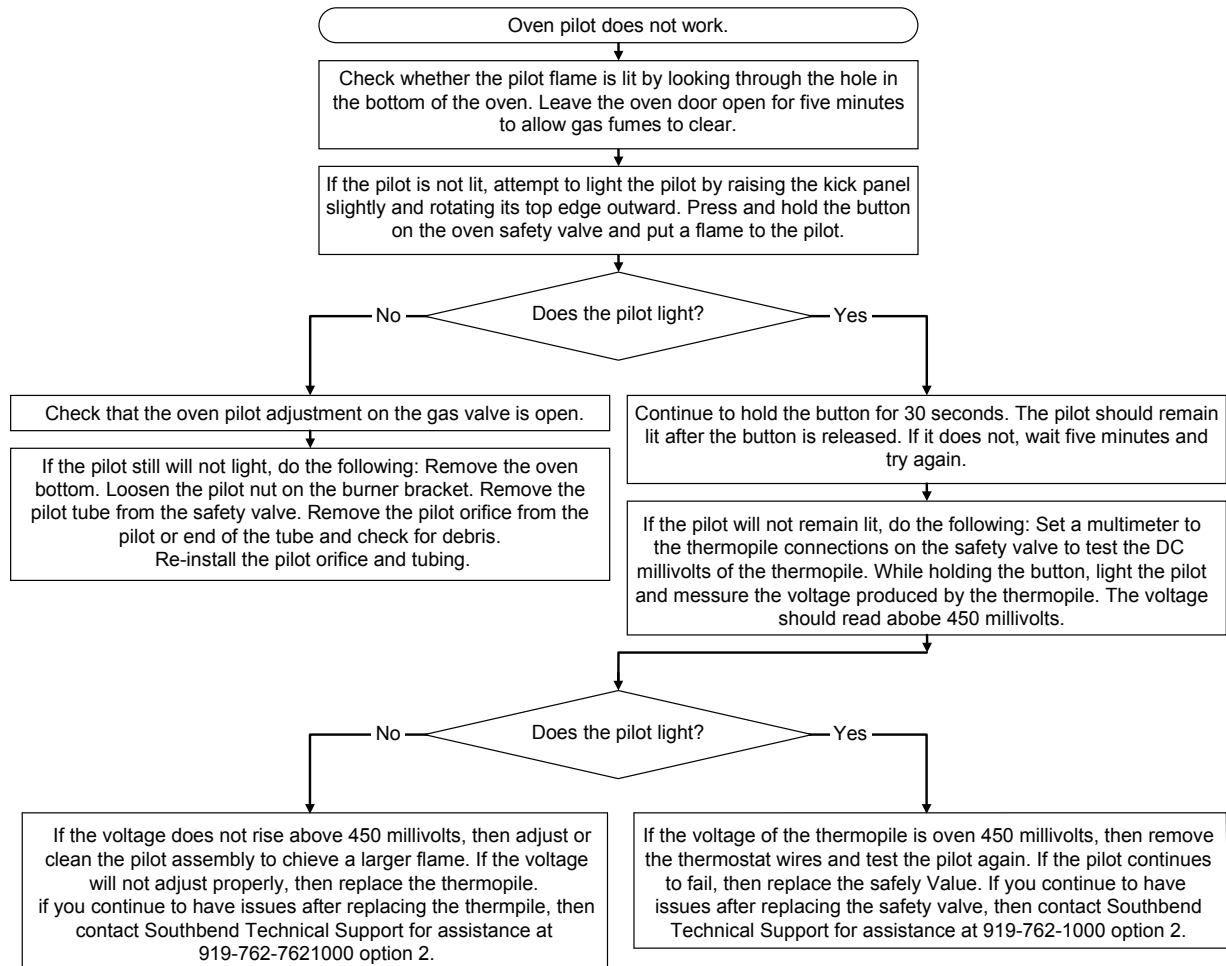 Oven pilot does not work.
Check whether the pilot flame is lit by looking through the hole in
the bottom of the oven. Leave the oven door open for five minutes
to allow gas fumes to clear.
If the pilot is not lit, attempt to light the pilot by raising the kick panel
slightly and rotating its top edge outward. Press and hold the button
on the oven safety valve and put a flame to the pilot.
Does the pilot light?
No
Yes
Check that the oven pilot adjustment on the gas valve is open.
If the pilot still will not light, do the following: Remove the oven
bottom. Loosen the pilot nut on the burner bracket. Remove the
pilot tube from the safety valve. Remove the pilot orifice from the
pilot or end of the tube and check for debris.
Re-install the pilot orifice and tubing.
Continue to hold the button for 30 seconds. The pilot should remain
lit after the button is released. If it does not, wait five minutes and
try again.
If the pilot will not remain lit, do the following: Set a multimeter to
the thermopile connections on the safety valve to test the DC
millivolts of the thermopile. While holding the button, light the pilot
and messure the voltage produced by the thermopile. The voltage
should read abobe 450 millivolts.
Does the pilot light?
No
Yes
If the voltage does not rise above 450 millivolts, then adjust or
clean the pilot assembly to chieve a larger flame. If the voltage
will not adjust properly, then replace the thermopile.
if you continue to have issues after replacing the thermpile, then
contact Southbend Technical Support for assistance at
919-762-7621000 option 2.
If the voltage of the thermopile is oven 450 millivolts, then remove
the thermostat wires and test the pilot again. If the pilot continues
to fail, then replace the safely Value. If you continue to have
issues after replacing the safety valve, then contact Southbend
Technical Support for assistance at 919-762-1000 option 2.